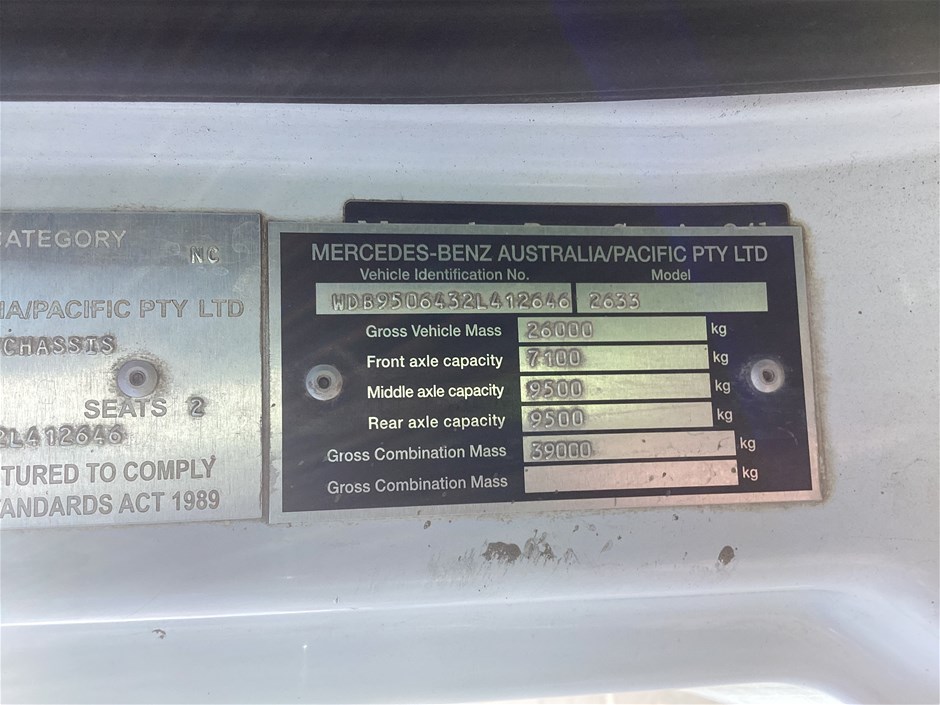 CATEGORY
NC
IA/PACIFIC PTY LTD
/CHASSIS
SEATS 2
2L412646
TURED TO COMPLY
TANDARDS ACT 1989
MERCEDES-BENZ AUSTRALIA/PACIFIC PTY LTD
Vehicle Identification No. Model
WDB9506432L412646 2633
Gross Vehicle Mass 26000 kg
Front axle capacity 7100 kg
Middle axle capacity 9500 kg
Rear axle capacity 9500 kg
Gross Combination Mass 39000 kg
Gross Combination Mass kg